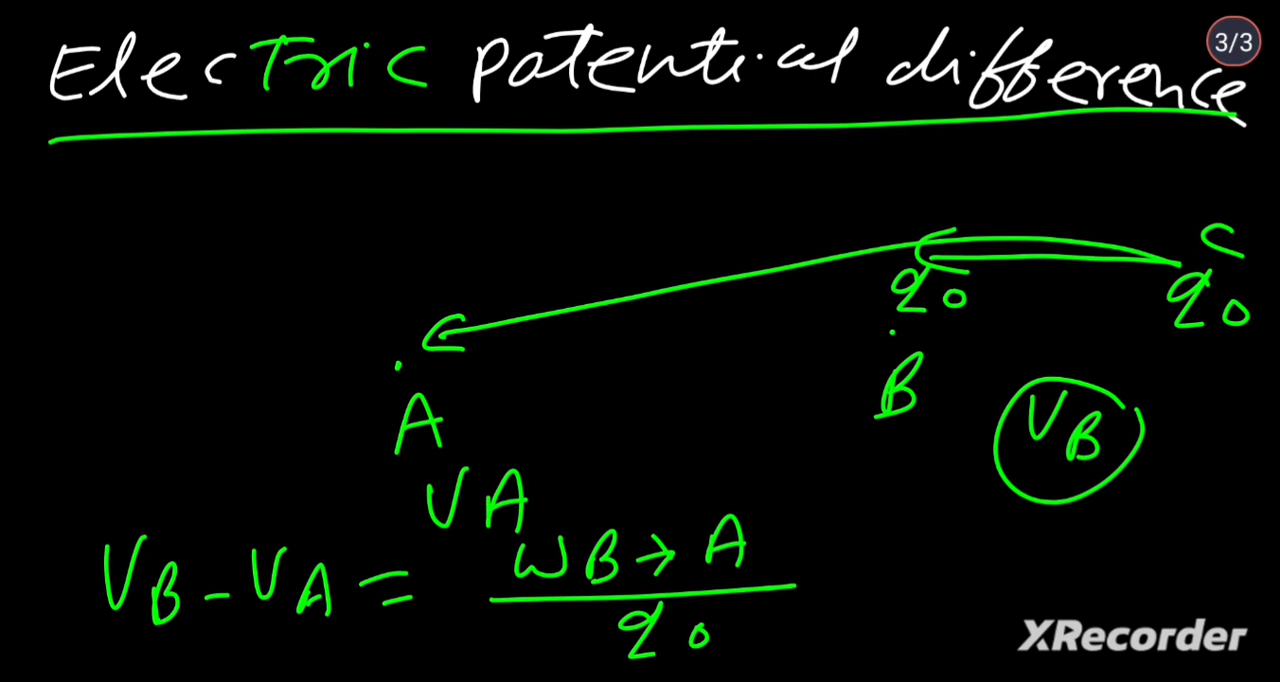 Electric potential difference
3/3
C
q0 q0
B
VB
A
VA
VB - VA = WB→A / q0
XRecorder